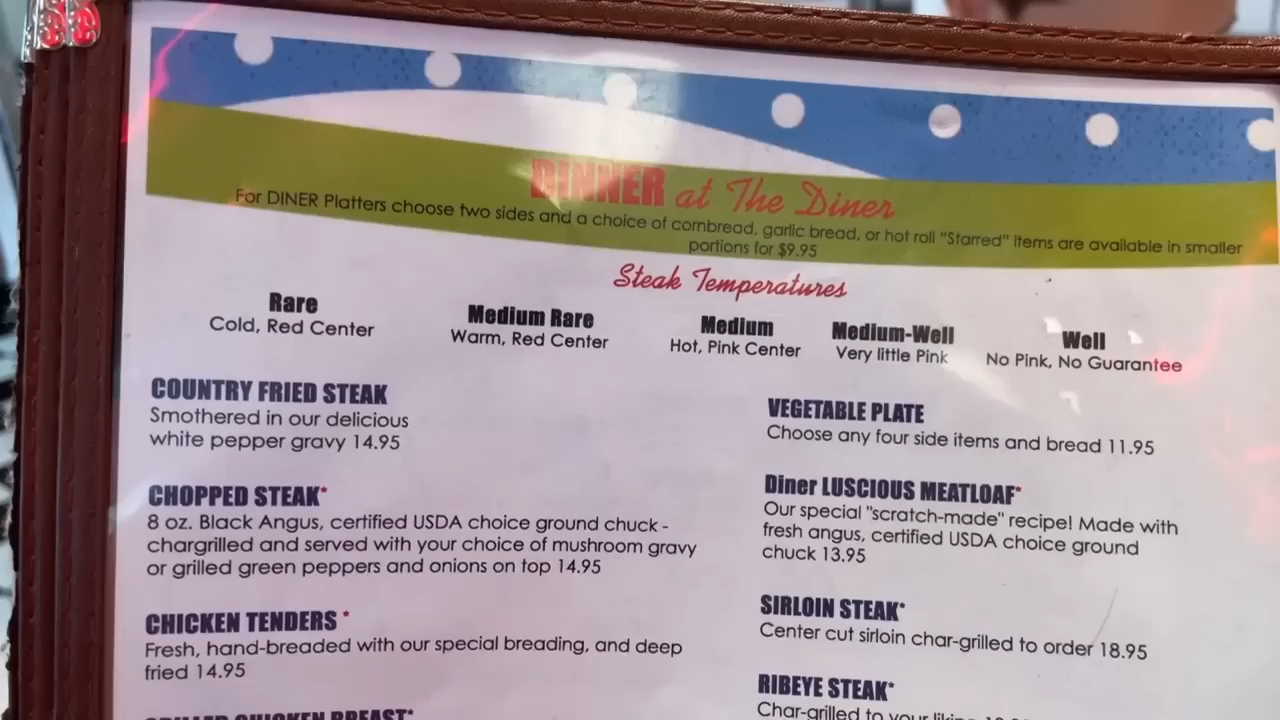 DINNER at The Diner
For DINER Platters choose two sides and a choice of cornbread, garlic bread, or hot roll "Starred" items are available in smaller
portions for $9.95
Steak Temperatures
Rare
Cold, Red Center
Medium Rare
Warm, Red Center
Medium
Hot, Pink Center
Medium-Well
Very little Pink
Well
No Pink, No Guarantee
COUNTRY FRIED STEAK
Smothered in our delicious
white pepper gravy 14.95
CHOPPED STEAK*
8 oz. Black Angus, certified USDA choice ground chuck -
chargrilled and served with your choice of mushroom gravy
or grilled green peppers and onions on top 14.95
CHICKEN TENDERS *
Fresh, hand-breaded with our special breading, and deep
fried 14.95
GRILLED CHICKEN BREAST*
VEGETABLE PLATE
Choose any four side items and bread 11.95
Diner LUSCIOUS MEATLOAF*
Our special "scratch-made" recipe! Made with
fresh angus, certified USDA choice ground
chuck 13.95
SIRLOIN STEAK*
Center cut sirloin char-grilled to order 18.95
RIBEYE STEAK*
Char-grilled to your liking